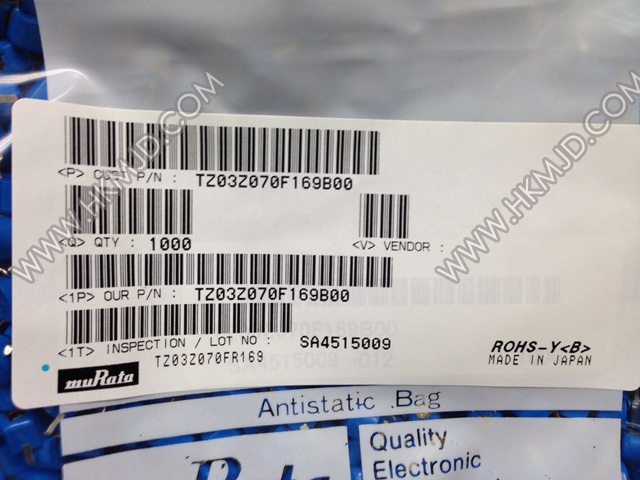 <P> CUST P/N : TZ03Z070F169B00
<Q> QTY : 1000
<V> VENDOR :
<1P> OUR P/N : TZ03Z070F169B00
<1T> INSPECTION / LOT NO : SA4515009
TZ03Z070FR169
ROHS-Y<B>
MADE IN JAPAN
muRata
Antistatic Bag
Quality
Electronic
Rata
WWW.HKMJD.COM
WWW.HKMJD.COM